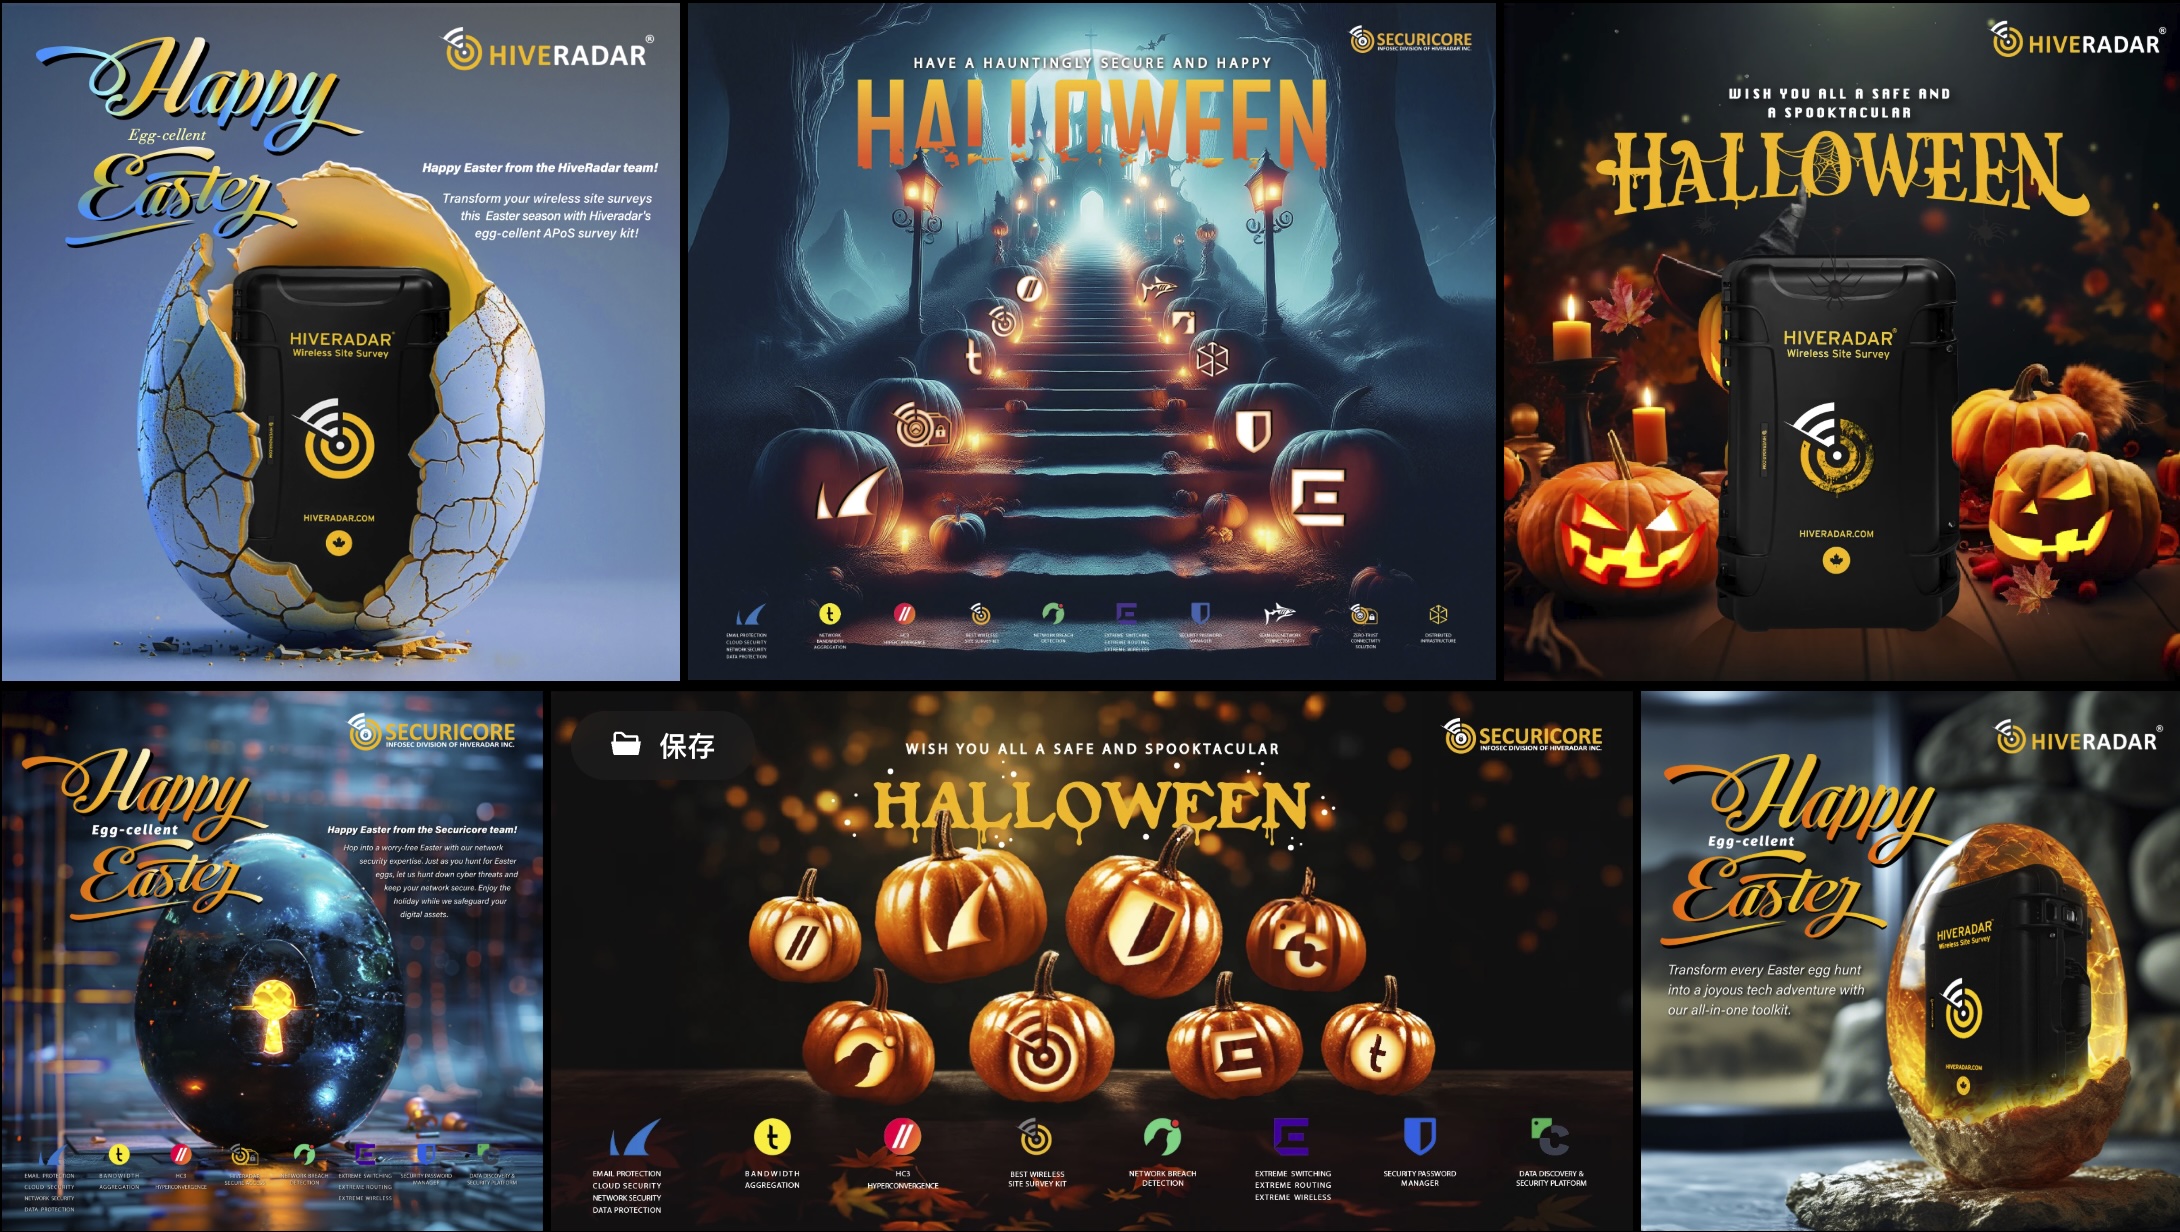 Happy
Egg-cellent
Easter
HIVERADAR®
Happy Easter from the HiveRadar team!
Transform your wireless site surveys
this Easter season with Hiveradar's
egg-cellent APoS survey kit!
HIVERADAR®
Wireless Site Survey
HIVERADAR.COM
SECURICORE
INFOSEC DIVISION OF HIVERADAR INC.
HAVE A HAUNTINGLY SECURE AND HAPPY
HALLOWEEN
t
E
t
EMAIL PROTECTION
CLOUD SECURITY
NETWORK SECURITY
DATA PROTECTION
NETWORK
BANDWIDTH
AGGREGATION
HC3
HYPERCONVERGENCE
BEST WIRELESS
SITE SURVEY KIT
NETWORK BREACH
DETECTION
EXTREME SWITCHING
EXTREME ROUTING
EXTREME WIRELESS
SECURITY PASSWORD
MANAGER
CONNECTIVITY
ZERO TRUST
CONNECTIVITY
SOLUTION
DISTRIBUTED
INFRASTRUCTURE
HIVERADAR®
WISH YOU ALL A SAFE AND
A SPOOKTACULAR
HALLOWEEN
HIVERADAR®
Wireless Site Survey
HIVERADAR.COM
SECURICORE
INFOSEC DIVISION OF HIVERADAR INC.
Happy
Egg-cellent
Easter
Happy Easter from the Securicore team!
Hop into a worry-free Easter with our network
security expertise. Just as you hunt for Easter
eggs, let us hunt down cyber threats and
keep your network secure. Enjoy the
holiday while we safeguard your
digital assets.
EMAIL PROTECTION
CLOUD SECURITY
NETWORK SECURITY
DATA PROTECTION
t
BANDWIDTH
AGGREGATION
HC3
HYPERCONVERGENCE
NETWORK BREACH
DETECTION
EXTREME SWITCHING
EXTREME ROUTING
EXTREME WIRELESS
SECURITY PASSWORD
MANAGER
DATA DISCOVERY &
SECURITY PLATFORM
保存
SECURICORE
INFOSEC DIVISION OF HIVERADAR INC.
WISH YOU ALL A SAFE AND SPOOKTACULAR
HALLOWEEN
C
E
t
EMAIL PROTECTION
CLOUD SECURITY
NETWORK SECURITY
DATA PROTECTION
t
BANDWIDTH
AGGREGATION
HC3
HYPERCONVERGENCE
BEST WIRELESS
SITE SURVEY KIT
NETWORK BREACH
DETECTION
EXTREME SWITCHING
EXTREME ROUTING
EXTREME WIRELESS
SECURITY PASSWORD
MANAGER
DATA DISCOVERY &
SECURITY PLATFORM
HIVERADAR®
Happy
Egg-cellent
Easter
Transform every Easter egg hunt
into a joyous tech adventure with
our all-in-one toolkit.
HIVERADAR
Wireless Site Survey
HIVERADAR.COM